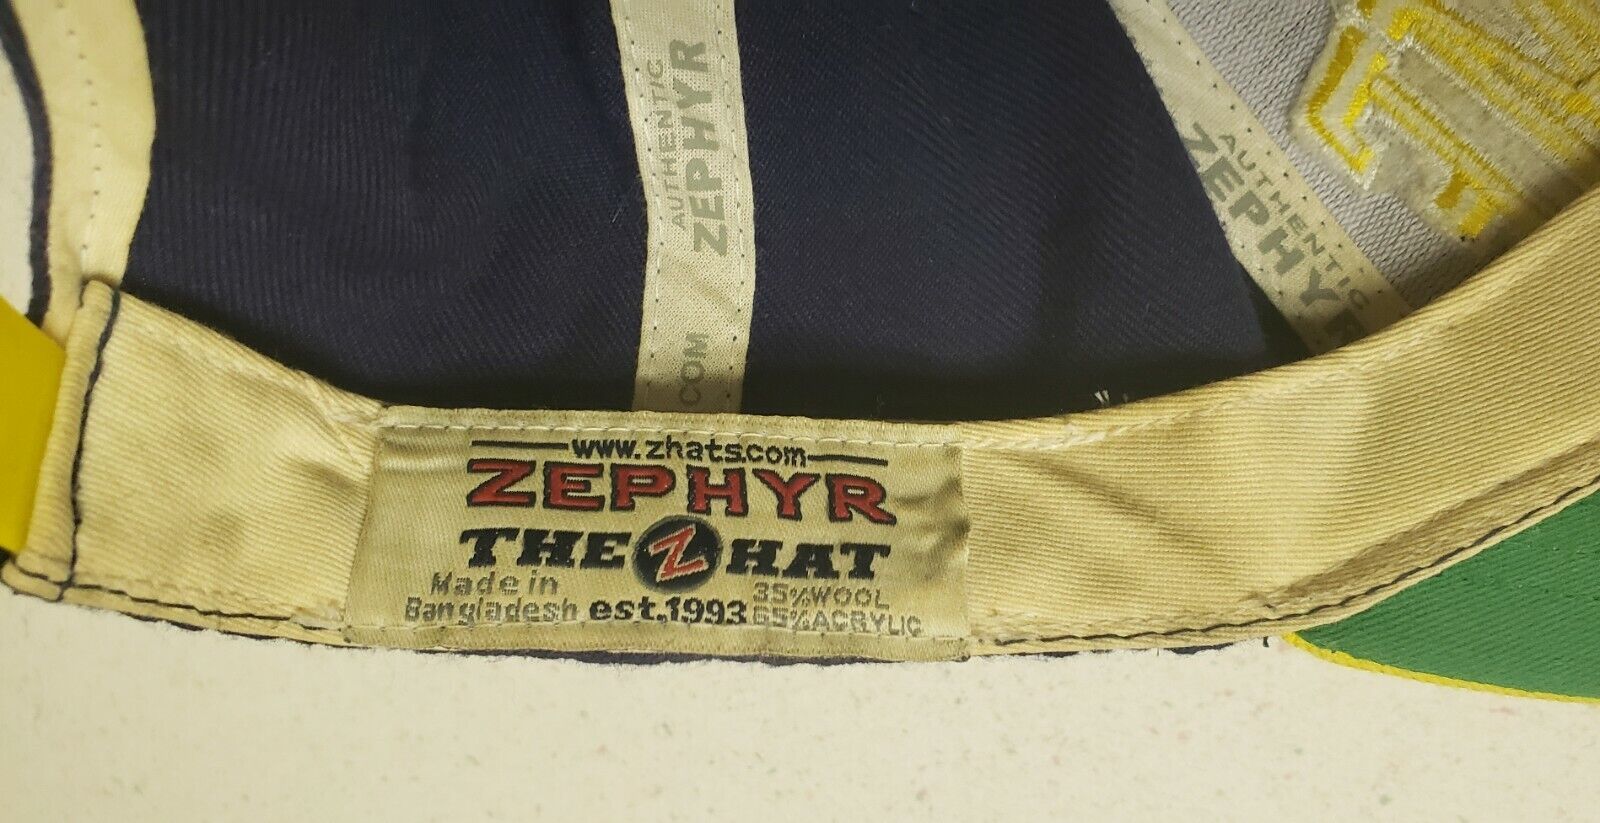 AUTHENTIC
ZEPHYR
.COM
AUTHENTIC
ZEPHYR
www.zhats.com
ZEPHYR
THE Z HAT
Made in
Bangladesh est.1993
35%WOOL
65%ACRYLIC